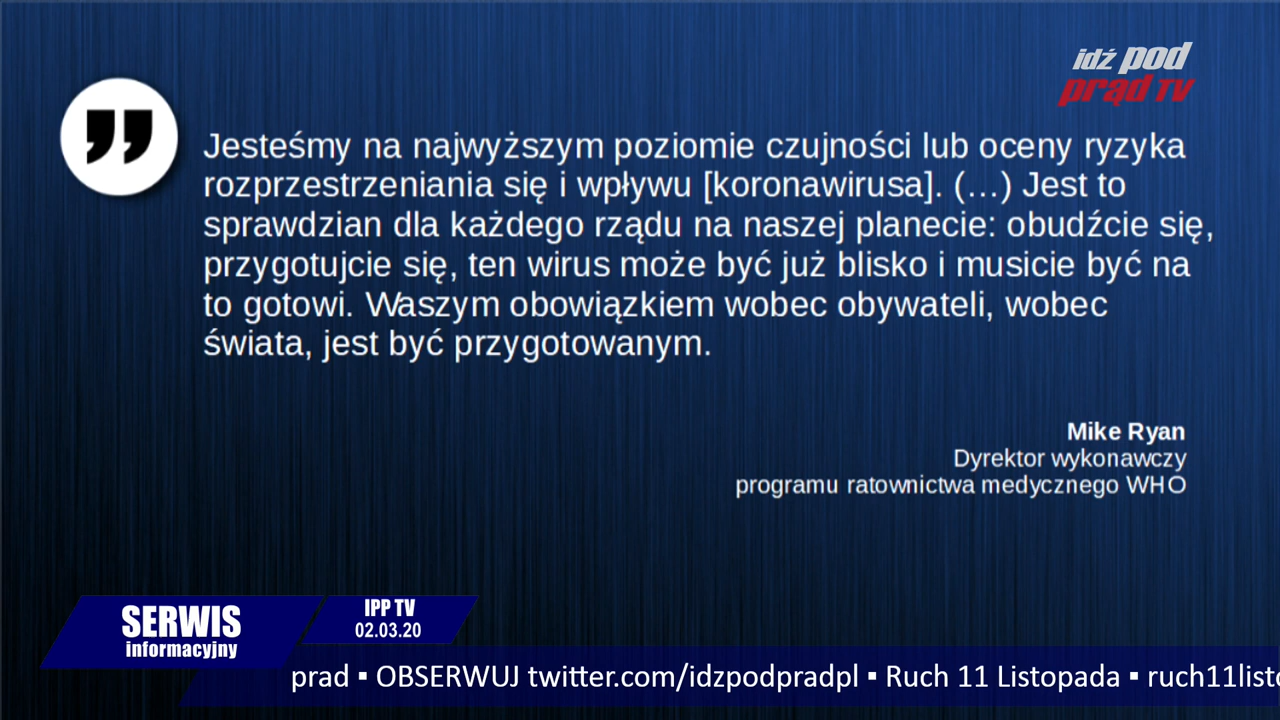 idź pod
prąd TV
Jesteśmy na najwyższym poziomie czujności lub oceny ryzyka
rozprzestrzeniania się i wpływu [koronawirusa]. (…) Jest to
sprawdzian dla każdego rządu na naszej planecie: obudźcie się,
przygotujcie się, ten wirus może być już blisko i musicie być na
to gotowi. Waszym obowiązkiem wobec obywateli, wobec
świata, jest być przygotowanym.
Mike Ryan
Dyrektor wykonawczy
programu ratownictwa medycznego WHO
SERWIS
informacyjny
IPP TV
02.03.20
prad ▪ OBSERWUJ twitter.com/idzpodpradpl ▪ Ruch 11 Listopada ▪ ruch11listo